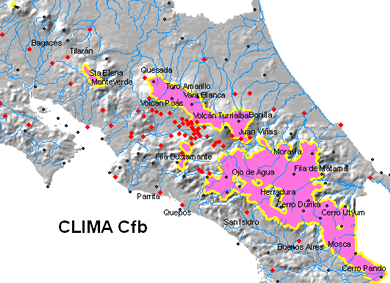 Bagaces
Tilarán
Sta Elena
Monteverde
Quesada
Toro Amarillo
Vara Blanca
Volcán Poás
Volcán Turrialba
Bonilla
Juan Viñas
Fila Bustamante
Moravia
Ojo de Agua
Fila de Matama
Herradura
Parrita
Cerro Dúrika
Quepos
Cerro Utyum
San Isidro
CLIMA Cfb
Buenos Aires
Mosca
Cerro Pando